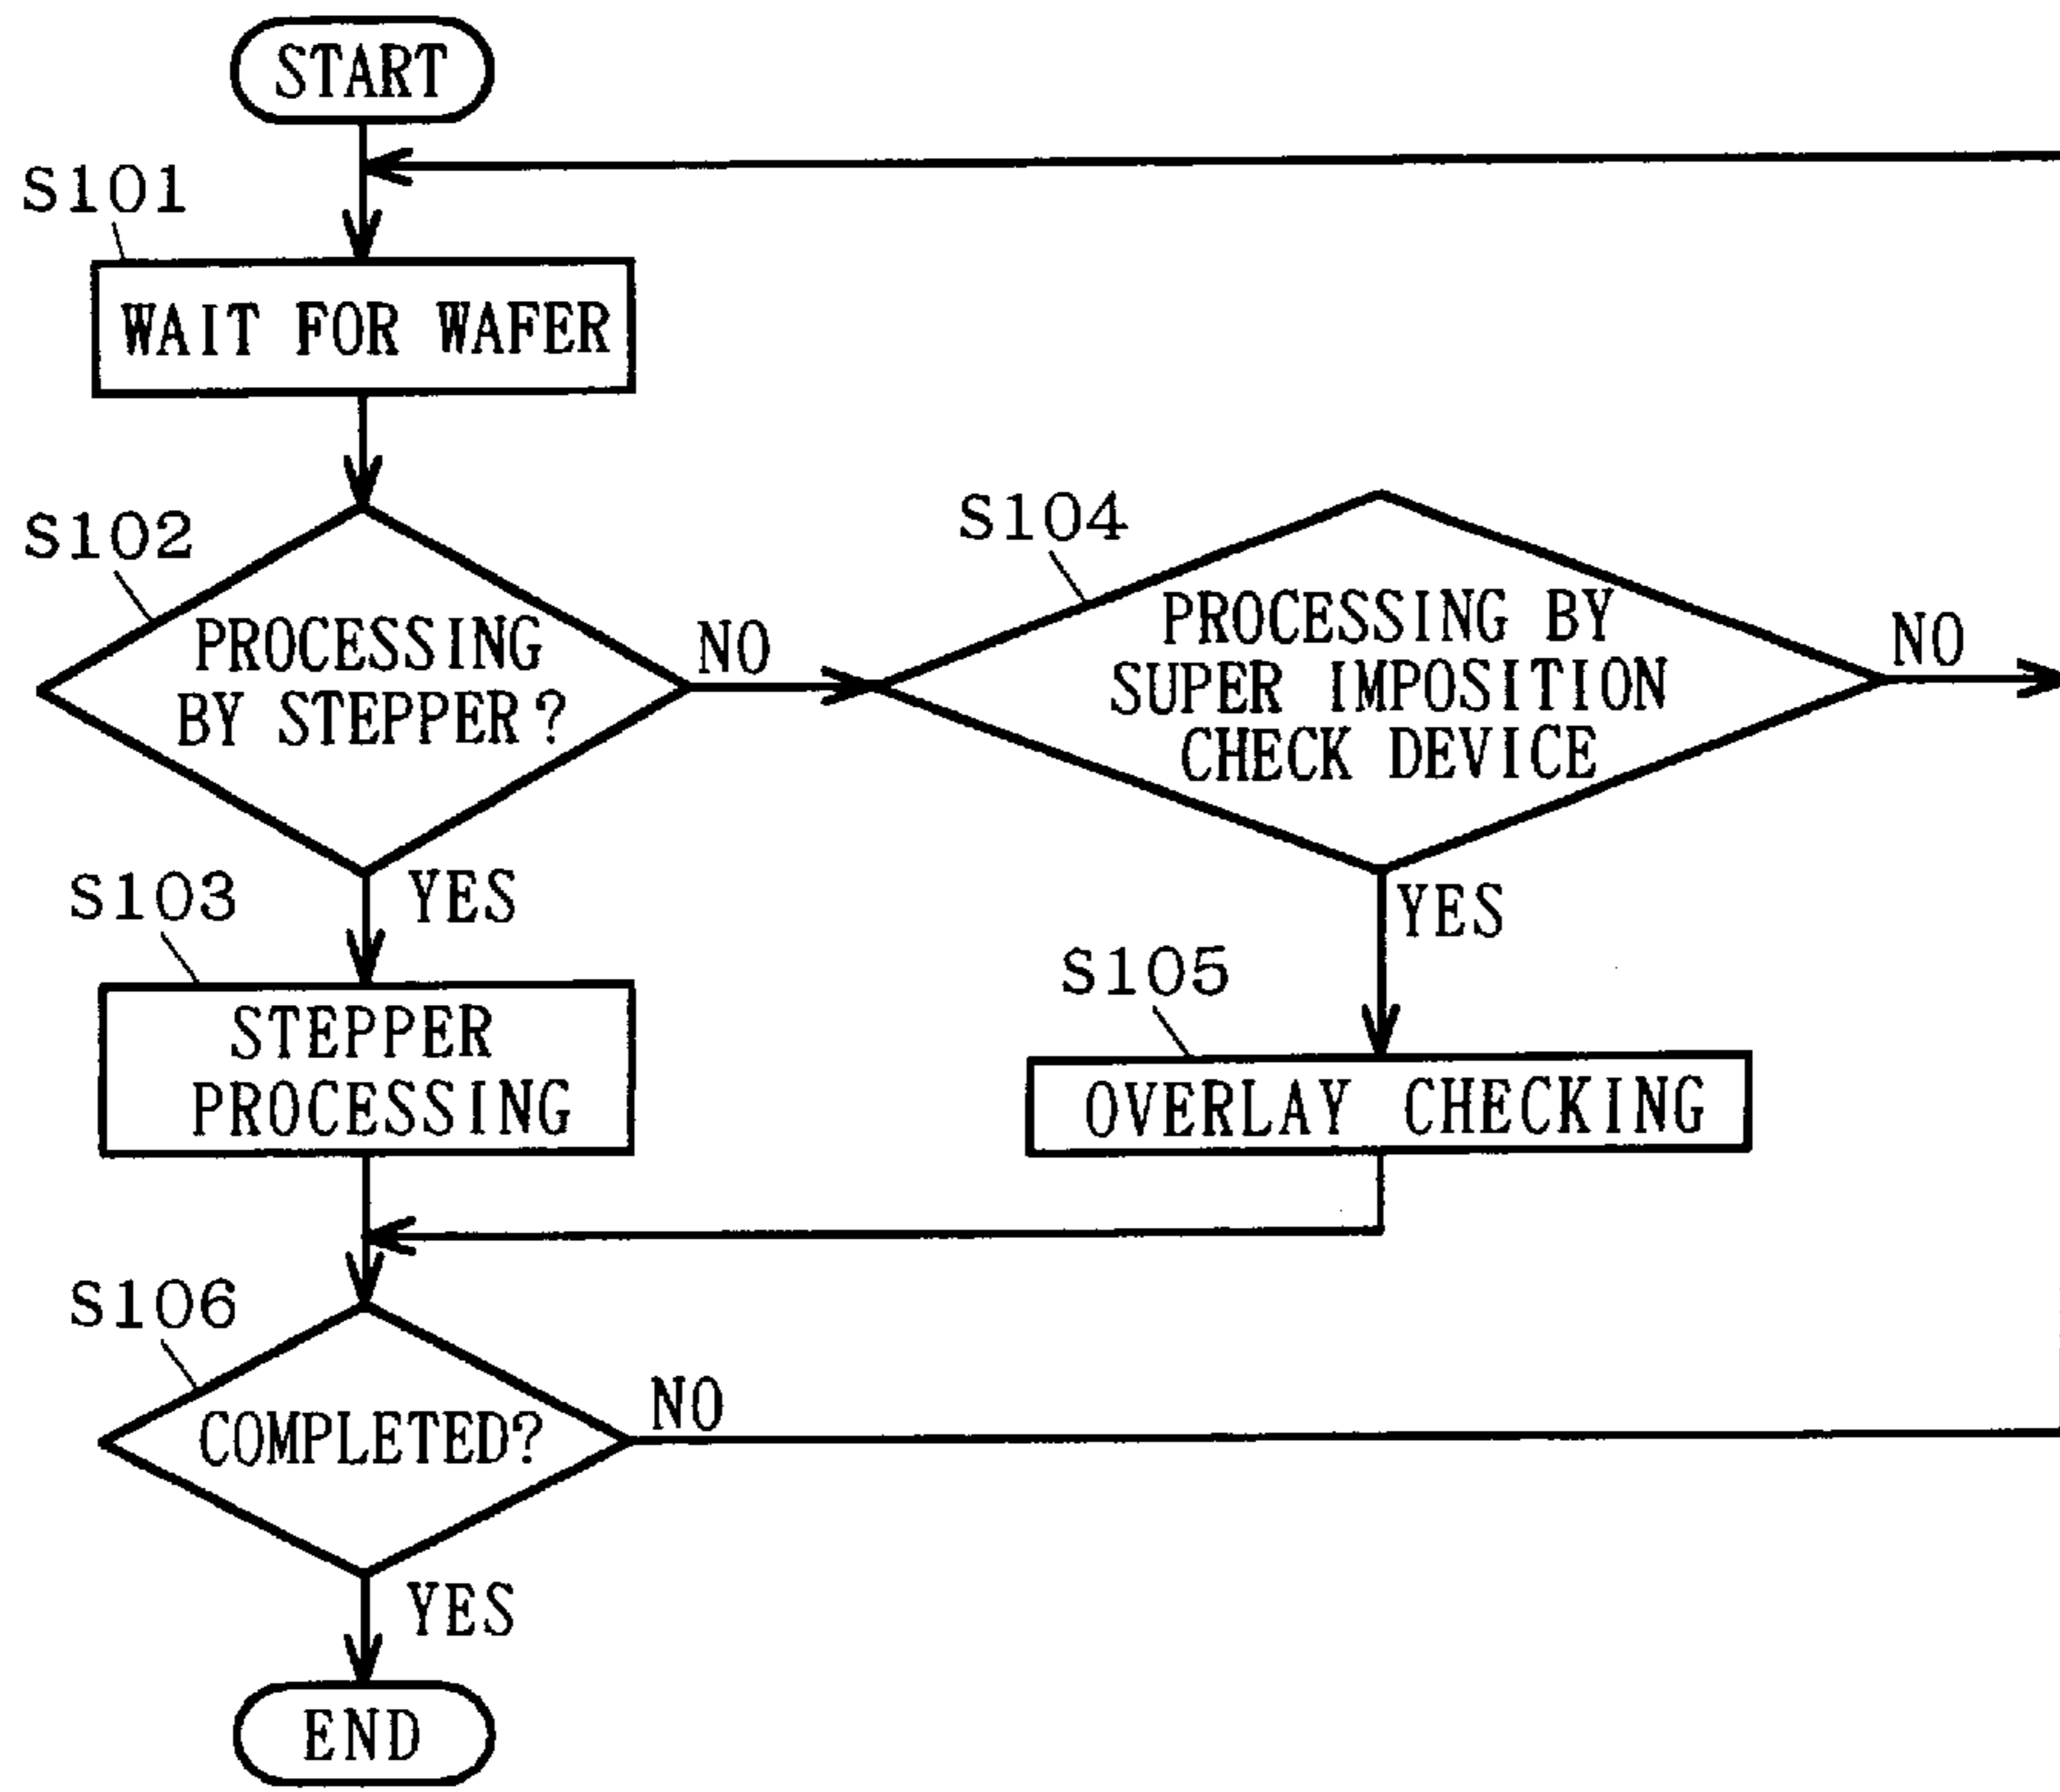 START
S101
WAIT FOR WAFER
S102
PROCESSING
BY STEPPER?
NO
S104
PROCESSING BY
SUPER IMPOSITION
CHECK DEVICE
NO
YES
YES
S103
STEPPER
PROCESSING
S105
OVERLAY CHECKING
S106
COMPLETED?
NO
YES
END